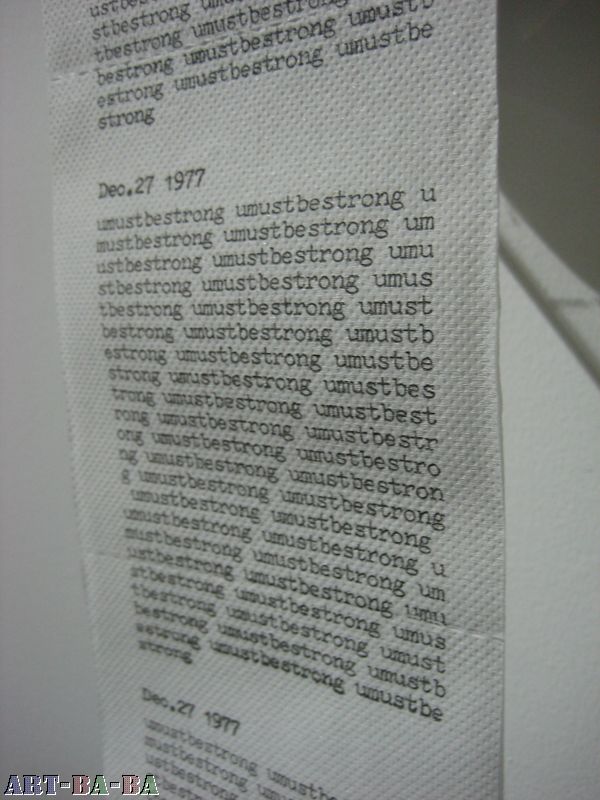 stbestrong umustbestrong
tbestrong umustbestrong
bestrong umustbestrong umustb
estrong umustbestrong umustbe
strong
Dec.27 1977
umustbestrong umustbestrong u
mustbestrong umustbestrong um
ustbestrong umustbestrong umu
stbestrong umustbestrong umus
tbestrong umustbestrong umust
bestrong umustbestrong umustb
estrong umustbestrong umustbe
strong umustbestrong umustbes
trong umustbestrong umustbest
rong umustbestrong umustbestr
ong umustbestrong umustbestro
ng umustbestrong umustbestron
g umustbestrong umustbestrong
umustbestrong umustbestrong
umustbestrong umustbestrong u
mustbestrong umustbestrong um
ustbestrong umustbestrong umu
stbestrong umustbestrong umus
tbestrong umustbestrong umust
bestrong umustbestrong umustb
estrong umustbestrong umustbe
strong
Dec.27 1977
umustbestrong umustbe
mustbestrong
ustbestrong
ART-BA-BA